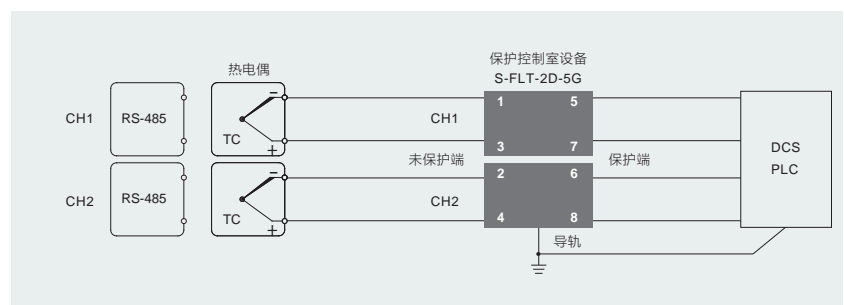 保护控制室设备
热电偶
S-FLT-2D-5G
− 1 5
CH1 RS-485 CH1
TC DCS
+ 3 7
未保护端 保护端 PLC
− 2 6
CH2 RS-485 CH2
TC
+ 4 8
导轨